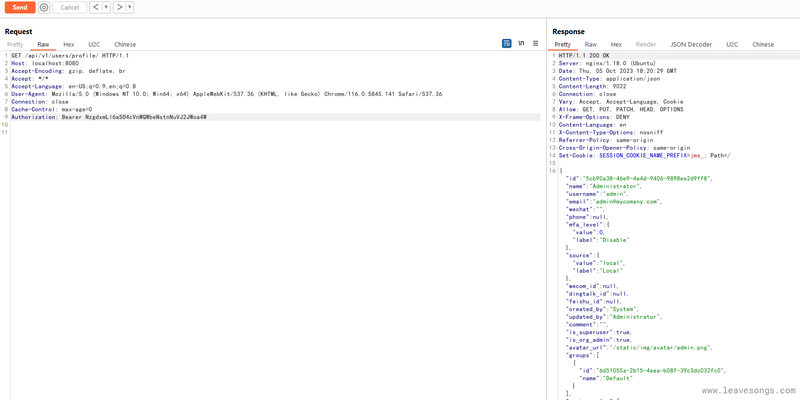 Send
Cancel
Request
Pretty Raw Hex U2C Chinese
\n
1 GET /api/v1/users/profile/ HTTP/1.1
2 Host: localhost:8080
3 Accept-Encoding: gzip, deflate, br
4 Accept: */*
5 Accept-Language: en-US;q=0.9,en;q=0.8
6 User-Agent: Mozilla/5.0 (Windows NT 10.0; Win64; x64) AppleWebKit/537.36 (KHTML, like Gecko) Chrome/116.0.5845.141 Safari/537.36
7 Connection: close
8 Cache-Control: max-age=0
9 Authorization: Bearer
10
11
Response
Pretty Raw Hex Render JSON Decoder U2C Chinese
1 HTTP/1.1 200 OK
2 Server: nginx/1.18.0 (Ubuntu)
3 Date: Thu, 05 Oct 2023 18:20:29 GMT
4 Content-Type: application/json
5 Content-Length: 9022
6 Connection: close
7 Vary: Accept, Accept-Language, Cookie
8 Allow: GET, PUT, PATCH, HEAD, OPTIONS
9 X-Frame-Options: DENY
10 Content-Language: en
11 X-Content-Type-Options: nosniff
12 Referrer-Policy: same-origin
13 Cross-Origin-Opener-Policy: same-origin
14 Set-Cookie: SESSION_COOKIE_NAME_PREFIX=jms_; Path=/
15
16 {
"id":"5cb90a38-46e9-4e4d-9406-9898ee2d9ff8",
"name":"Administrator",
"username":"admin",
"email":"admin@mycomany.com",
"wechat":"",
"phone":null,
"mfa_level":{
"value":0,
"label":"Disable"
},
"source":{
"value":"local",
"label":"Local"
},
"wecom_id":null,
"dingtalk_id":null,
"feishu_id":null,
"created_by":"System",
"updated_by":"Administrator",
"comment":"",
"is_superuser":true,
"is_org_admin":true,
"avatar_url":"/static/img/avatar/admin.png",
"groups":[
{
"id":"6d51055a-2b15-4eea-b08f-39c3dc032fc0",
"name":"Default"
}
],
www.leavesongs.com